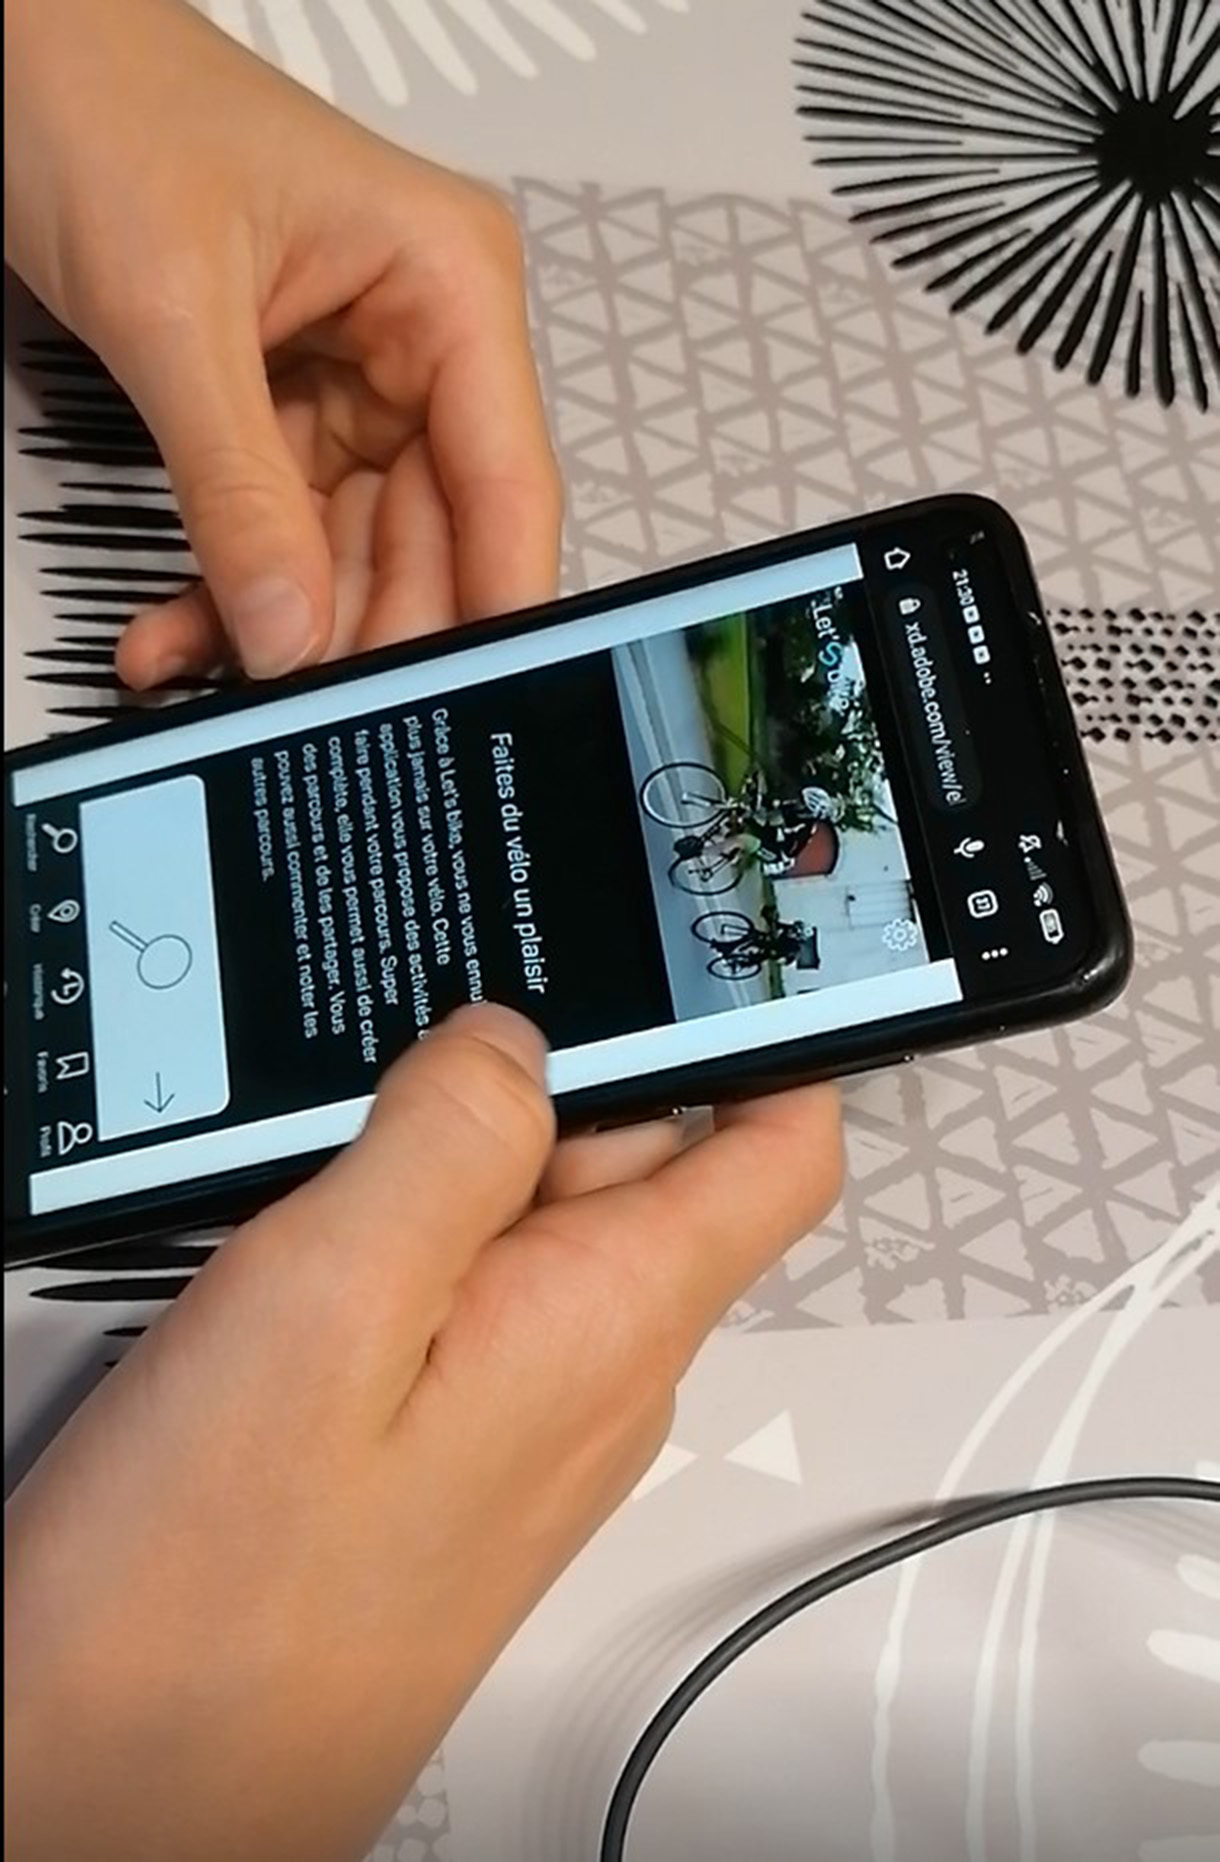 21:30
xd.adobe.com/view/e
27
Let's bike
Faites du vélo un plaisir
Grâce à Let's bike, vous ne vous ennu
plus jamais sur votre vélo. Cette
application vous propose des activités à
faire pendant votre parcours. Super
complète, elle vous permet aussi de créer
des parcours et de les partager. Vous
pouvez aussi commenter et noter les
autres parcours.
Rechercher Historique Favoris Profil